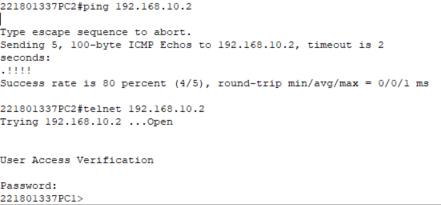 221801337PC2#ping 192.168.10.2
Type escape sequence to abort.
Sending 5, 100-byte ICMP Echos to 192.168.10.2, timeout is 2
seconds:
.!!!!
Success rate is 80 percent (4/5), round-trip min/avg/max = 0/0/1 ms
221801337PC2#telnet 192.168.10.2
Trying 192.168.10.2 ...Open
User Access Verification
Password:
221801337PC1>